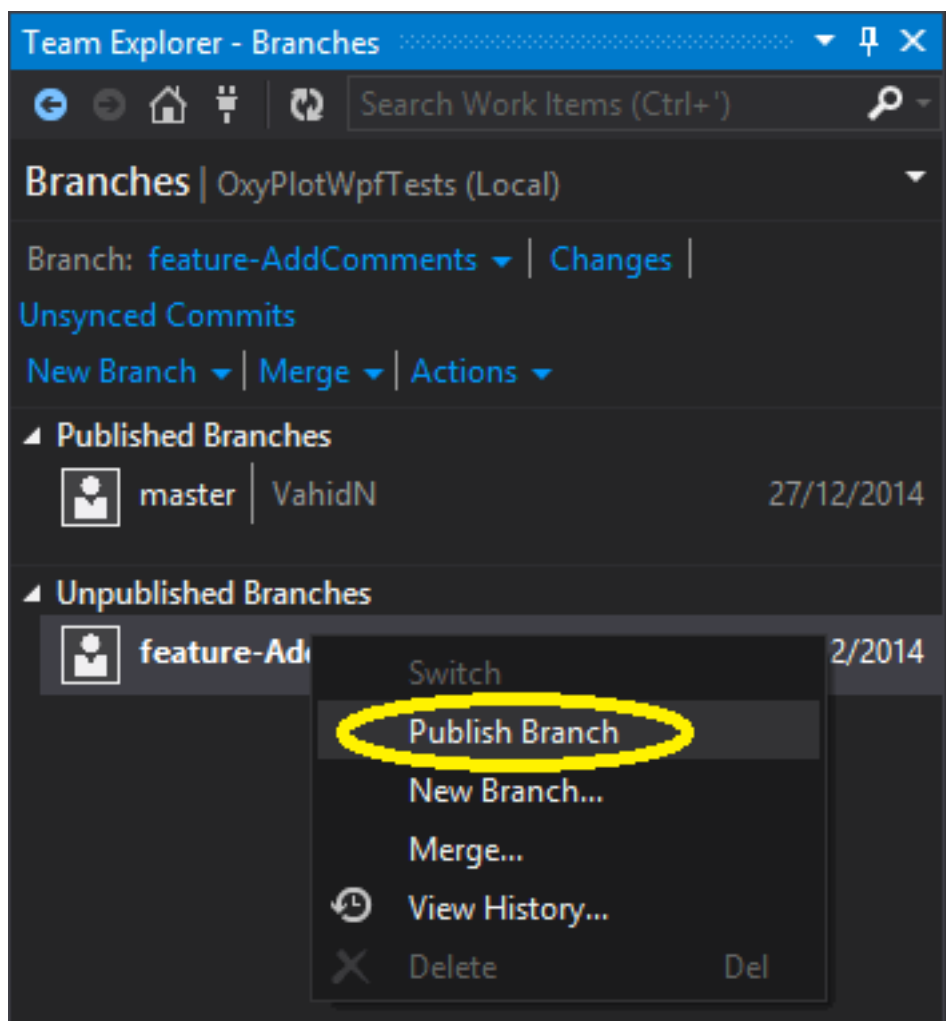 Team Explorer - Branches
Search Work Items (Ctrl+')
Branches | OxyPlotWpfTests (Local)
Branch: feature-AddComments | Changes |
Unsynced Commits
New Branch | Merge | Actions
Published Branches
master | VahidN 27/12/2014
Unpublished Branches
feature-Add 2/2014
Switch
Publish Branch
New Branch...
Merge...
View History...
Delete Del